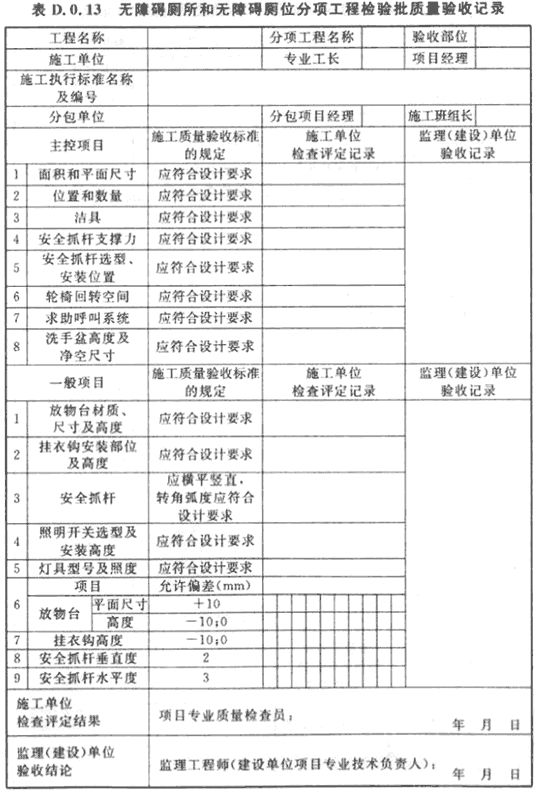 表 D.0.13 无障碍厕所和无障碍厕位分项工程检验批质量验收记录
工程名称 分项工程名称 验收部位
施工单位 专业工长 项目经理
施工执行标准名称
及编号
分包单位 分包项目经理 施工班组长
主控项目 施工质量验收标准的规定 施工单位检查评定记录 监理(建设)单位验收记录
1 面积和平面尺寸 应符合设计要求
2 位置和数量 应符合设计要求
3 洁具 应符合设计要求
4 安全抓杆支撑力 应符合设计要求
5 安全抓杆选型、安装位置 应符合设计要求
6 轮椅回转空间 应符合设计要求
7 求助呼叫系统 应符合设计要求
8 洗手盆高度及净空尺寸 应符合设计要求
一般项目 施工质量验收标准的规定 施工单位检查评定记录 监理(建设)单位验收记录
1 放物台材质、尺寸及高度 应符合设计要求
2 挂衣钩安装部位及高度 应符合设计要求
3 安全抓杆 应横平竖直，转角弧度应符合设计要求
4 照明开关选型及安装高度 应符合设计要求
5 灯具型号及照度 应符合设计要求
项目 允许偏差(mm)
6 放物台 平面尺寸 +10
高度 −10;0
7 挂衣钩高度 −10;0
8 安全抓杆垂直度 2
9 安全抓杆水平度 3
施工单位
检查评定结果 项目专业质量检查员：
年 月 日
监理(建设)单位
验收结论 监理工程师(建设单位项目专业技术负责人)：
年 月 日